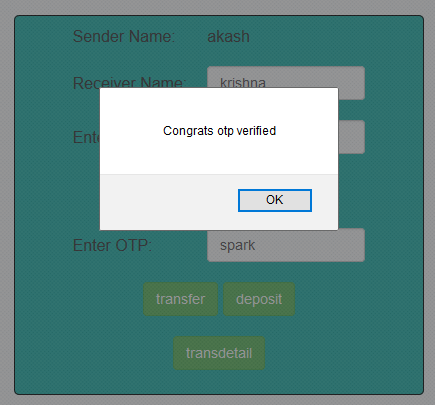 Sender Name: akash
Receiver Name: krishna
Congrats otp verified
Ente
OK
Enter OTP: spark
transfer deposit
transdetail